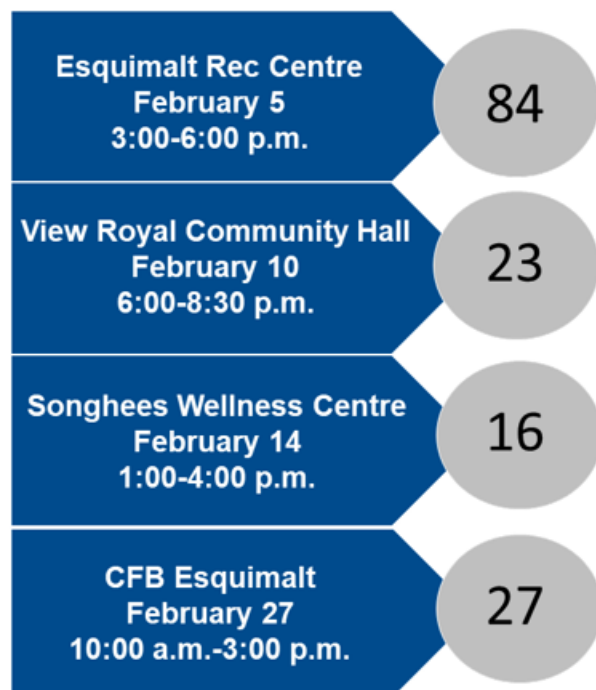 Esquimalt Rec Centre
February 5
3:00-6:00 p.m.
84
View Royal Community Hall
February 10
6:00-8:30 p.m.
23
Songhees Wellness Centre
February 14
1:00-4:00 p.m.
16
CFB Esquimalt
February 27
10:00 a.m.-3:00 p.m.
27